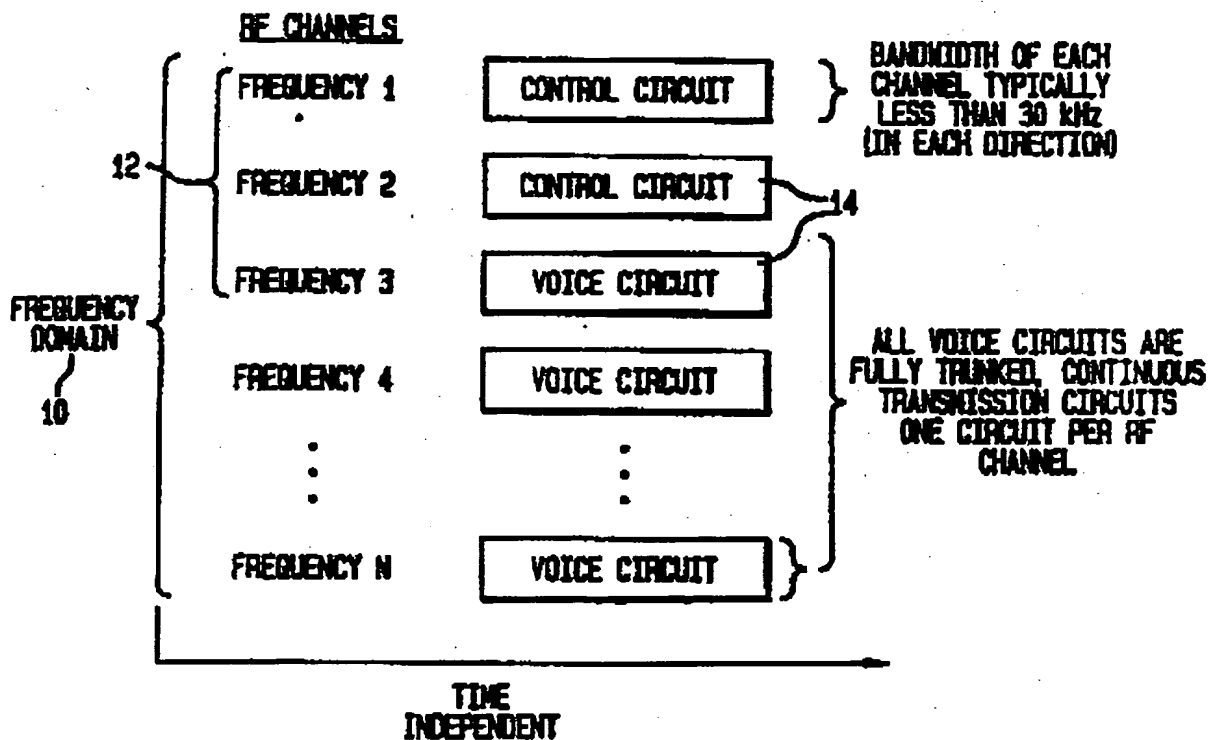 RF CHANNELS
FREQUENCY 1
CONTROL CIRCUIT
BANDWIDTH OF EACH
CHANNEL TYPICALLY
LESS THAN 30 kHz
(IN EACH DIRECTION)
12
FREQUENCY 2
CONTROL CIRCUIT
14
FREQUENCY 3
VOICE CIRCUIT
FREQUENCY
DOMAIN
10
FREQUENCY 4
VOICE CIRCUIT
ALL VOICE CIRCUITS ARE
FULLY TRUNKED, CONTINUOUS
TRANSMISSION CIRCUITS
ONE CIRCUIT PER RF
CHANNEL
FREQUENCY N
VOICE CIRCUIT
TIME
INDEPENDENT